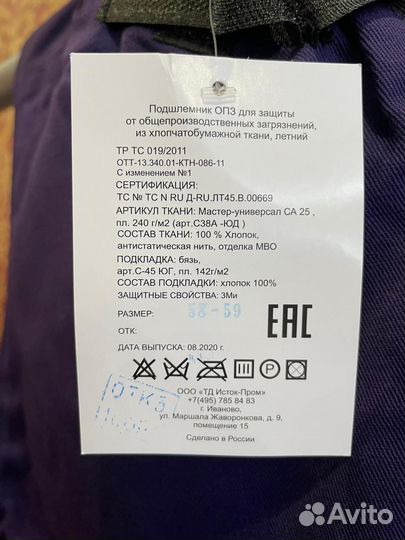 Подшлемник ОПЗ для защиты
от общепроизводственных загрязнений,
из хлопчатобумажной ткани, летний
ТР ТС 019/2011
ОТТ-13.340.01-КТН-086-11
С изменением №1
СЕРТИФИКАЦИЯ:
ТС № ТС N RU Д-RU.ЛТ45.В.00669
АРТИКУЛ ТКАНИ: Мастер-универсал СА 25 ,
пл. 240 г/м2 (арт.С38А -ЮД )
СОСТАВ ТКАНИ: 100 % Хлопок,
антистатическая нить, отделка МВО
ПОДКЛАДКА: бязь,
арт.С-45 ЮГ, пл. 142г/м2
СОСТАВ ПОДКЛАДКИ: хлопок 100%
ЗАЩИТНЫЕ СВОЙСТВА: ЗМи
РАЗМЕР: 58-59
ОТК:
EAC
ДАТА ВЫПУСКА: 08.2020 г.
ООО «ТД Исток-Пром»
+7(495) 785 84 83
г. Иваново,
ул. Маршала Жаворонкова, д. 9,
помещение 15
Сделано в России
ОТК3
Avito